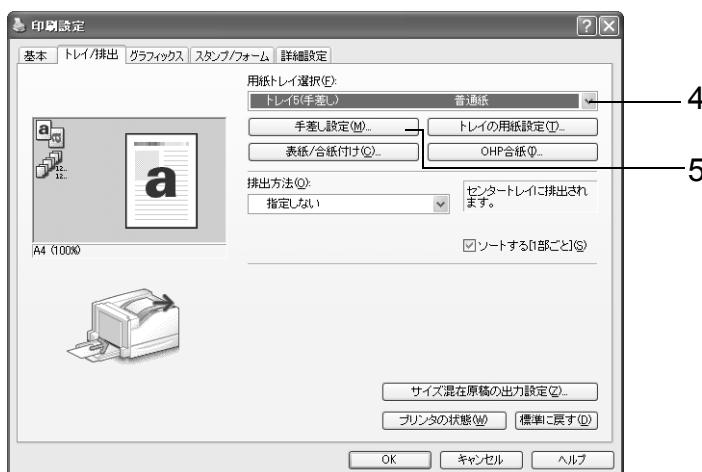 印刷設定
基本 トレイ/排出 グラフィックス スタンプ/フォーム 詳細設定
用紙トレイ選択(F):
トレイ5(手差し) 普通紙
4
手差し設定(M)... トレイの用紙設定(T)...
表紙/合紙付け(C)... OHP合紙(I)...
5
排出方法(O):
指定しない
センタートレイに排出され
ます。
ソートする[1部ごと](S)
a
12..
12..
a
A4 (100%)
サイズ混在原稿の出力設定(Z)...
プリンタの状態(W) 標準に戻す(D)
OK キャンセル ヘルプ